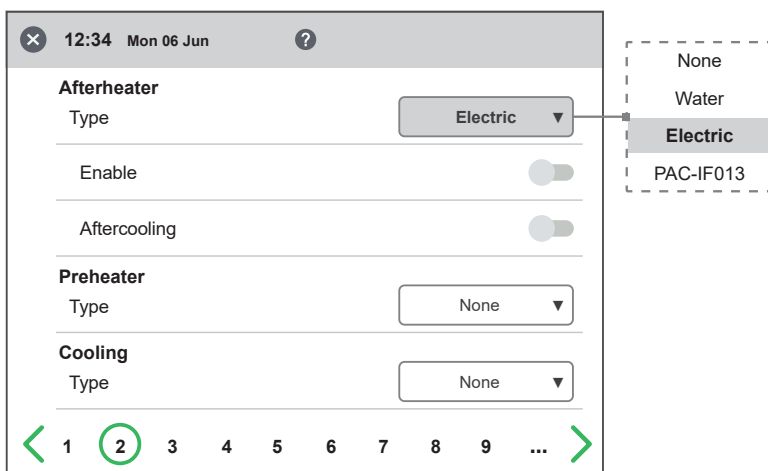 12:34 Mon 06 Jun ?
Afterheater
Type Electric ▼
Enable
Aftercooling
Preheater
Type None ▼
Cooling
Type None ▼
1 2 3 4 5 6 7 8 9 ...
None
Water
Electric
PAC-IF013